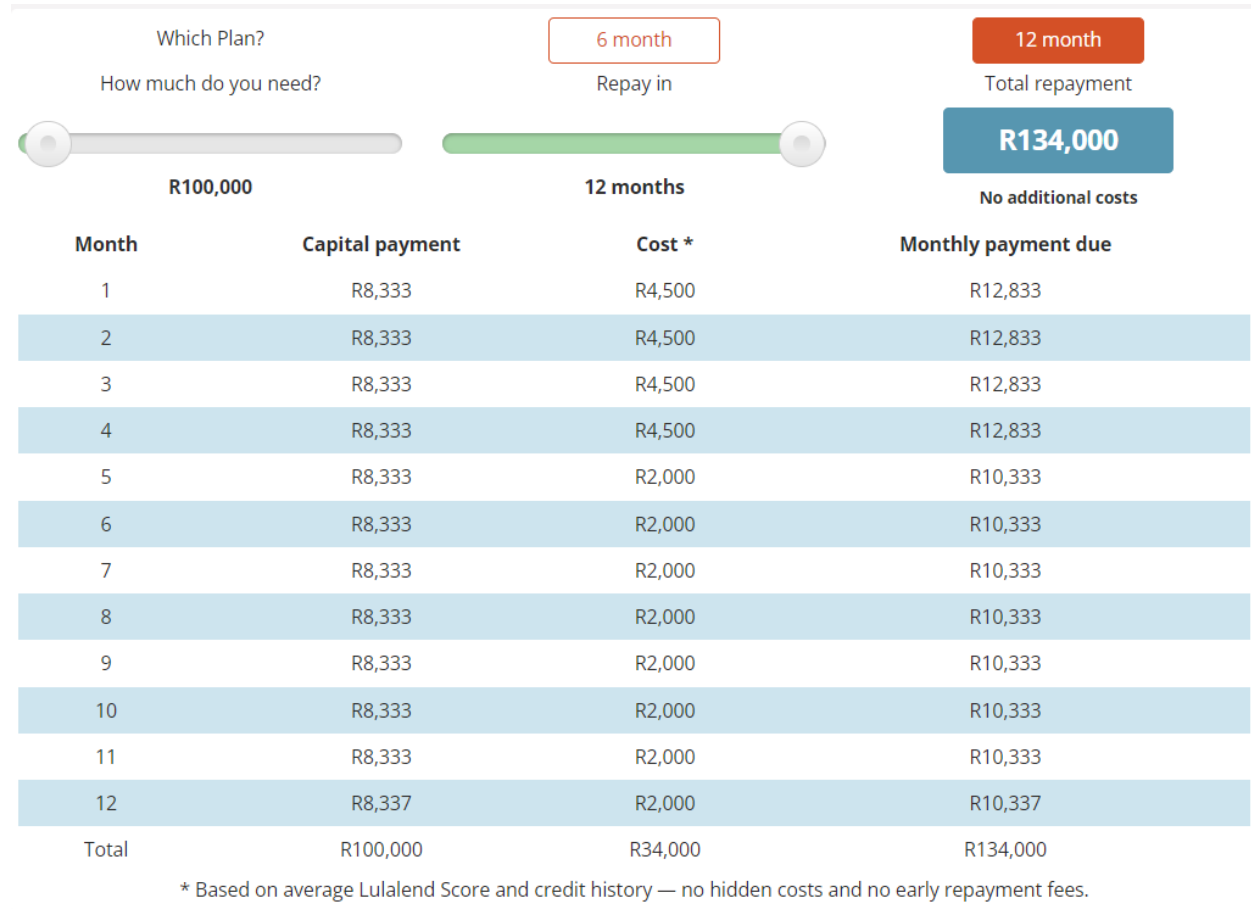 Which Plan? 6 month 12 month
How much do you need? Repay in Total repayment
R134,000
R100,000 12 months No additional costs
Month Capital payment Cost * Monthly payment due
1 R8,333 R4,500 R12,833
2 R8,333 R4,500 R12,833
3 R8,333 R4,500 R12,833
4 R8,333 R4,500 R12,833
5 R8,333 R2,000 R10,333
6 R8,333 R2,000 R10,333
7 R8,333 R2,000 R10,333
8 R8,333 R2,000 R10,333
9 R8,333 R2,000 R10,333
10 R8,333 R2,000 R10,333
11 R8,333 R2,000 R10,333
12 R8,337 R2,000 R10,337
Total R100,000 R34,000 R134,000
* Based on average Lulalend Score and credit history — no hidden costs and no early repayment fees.